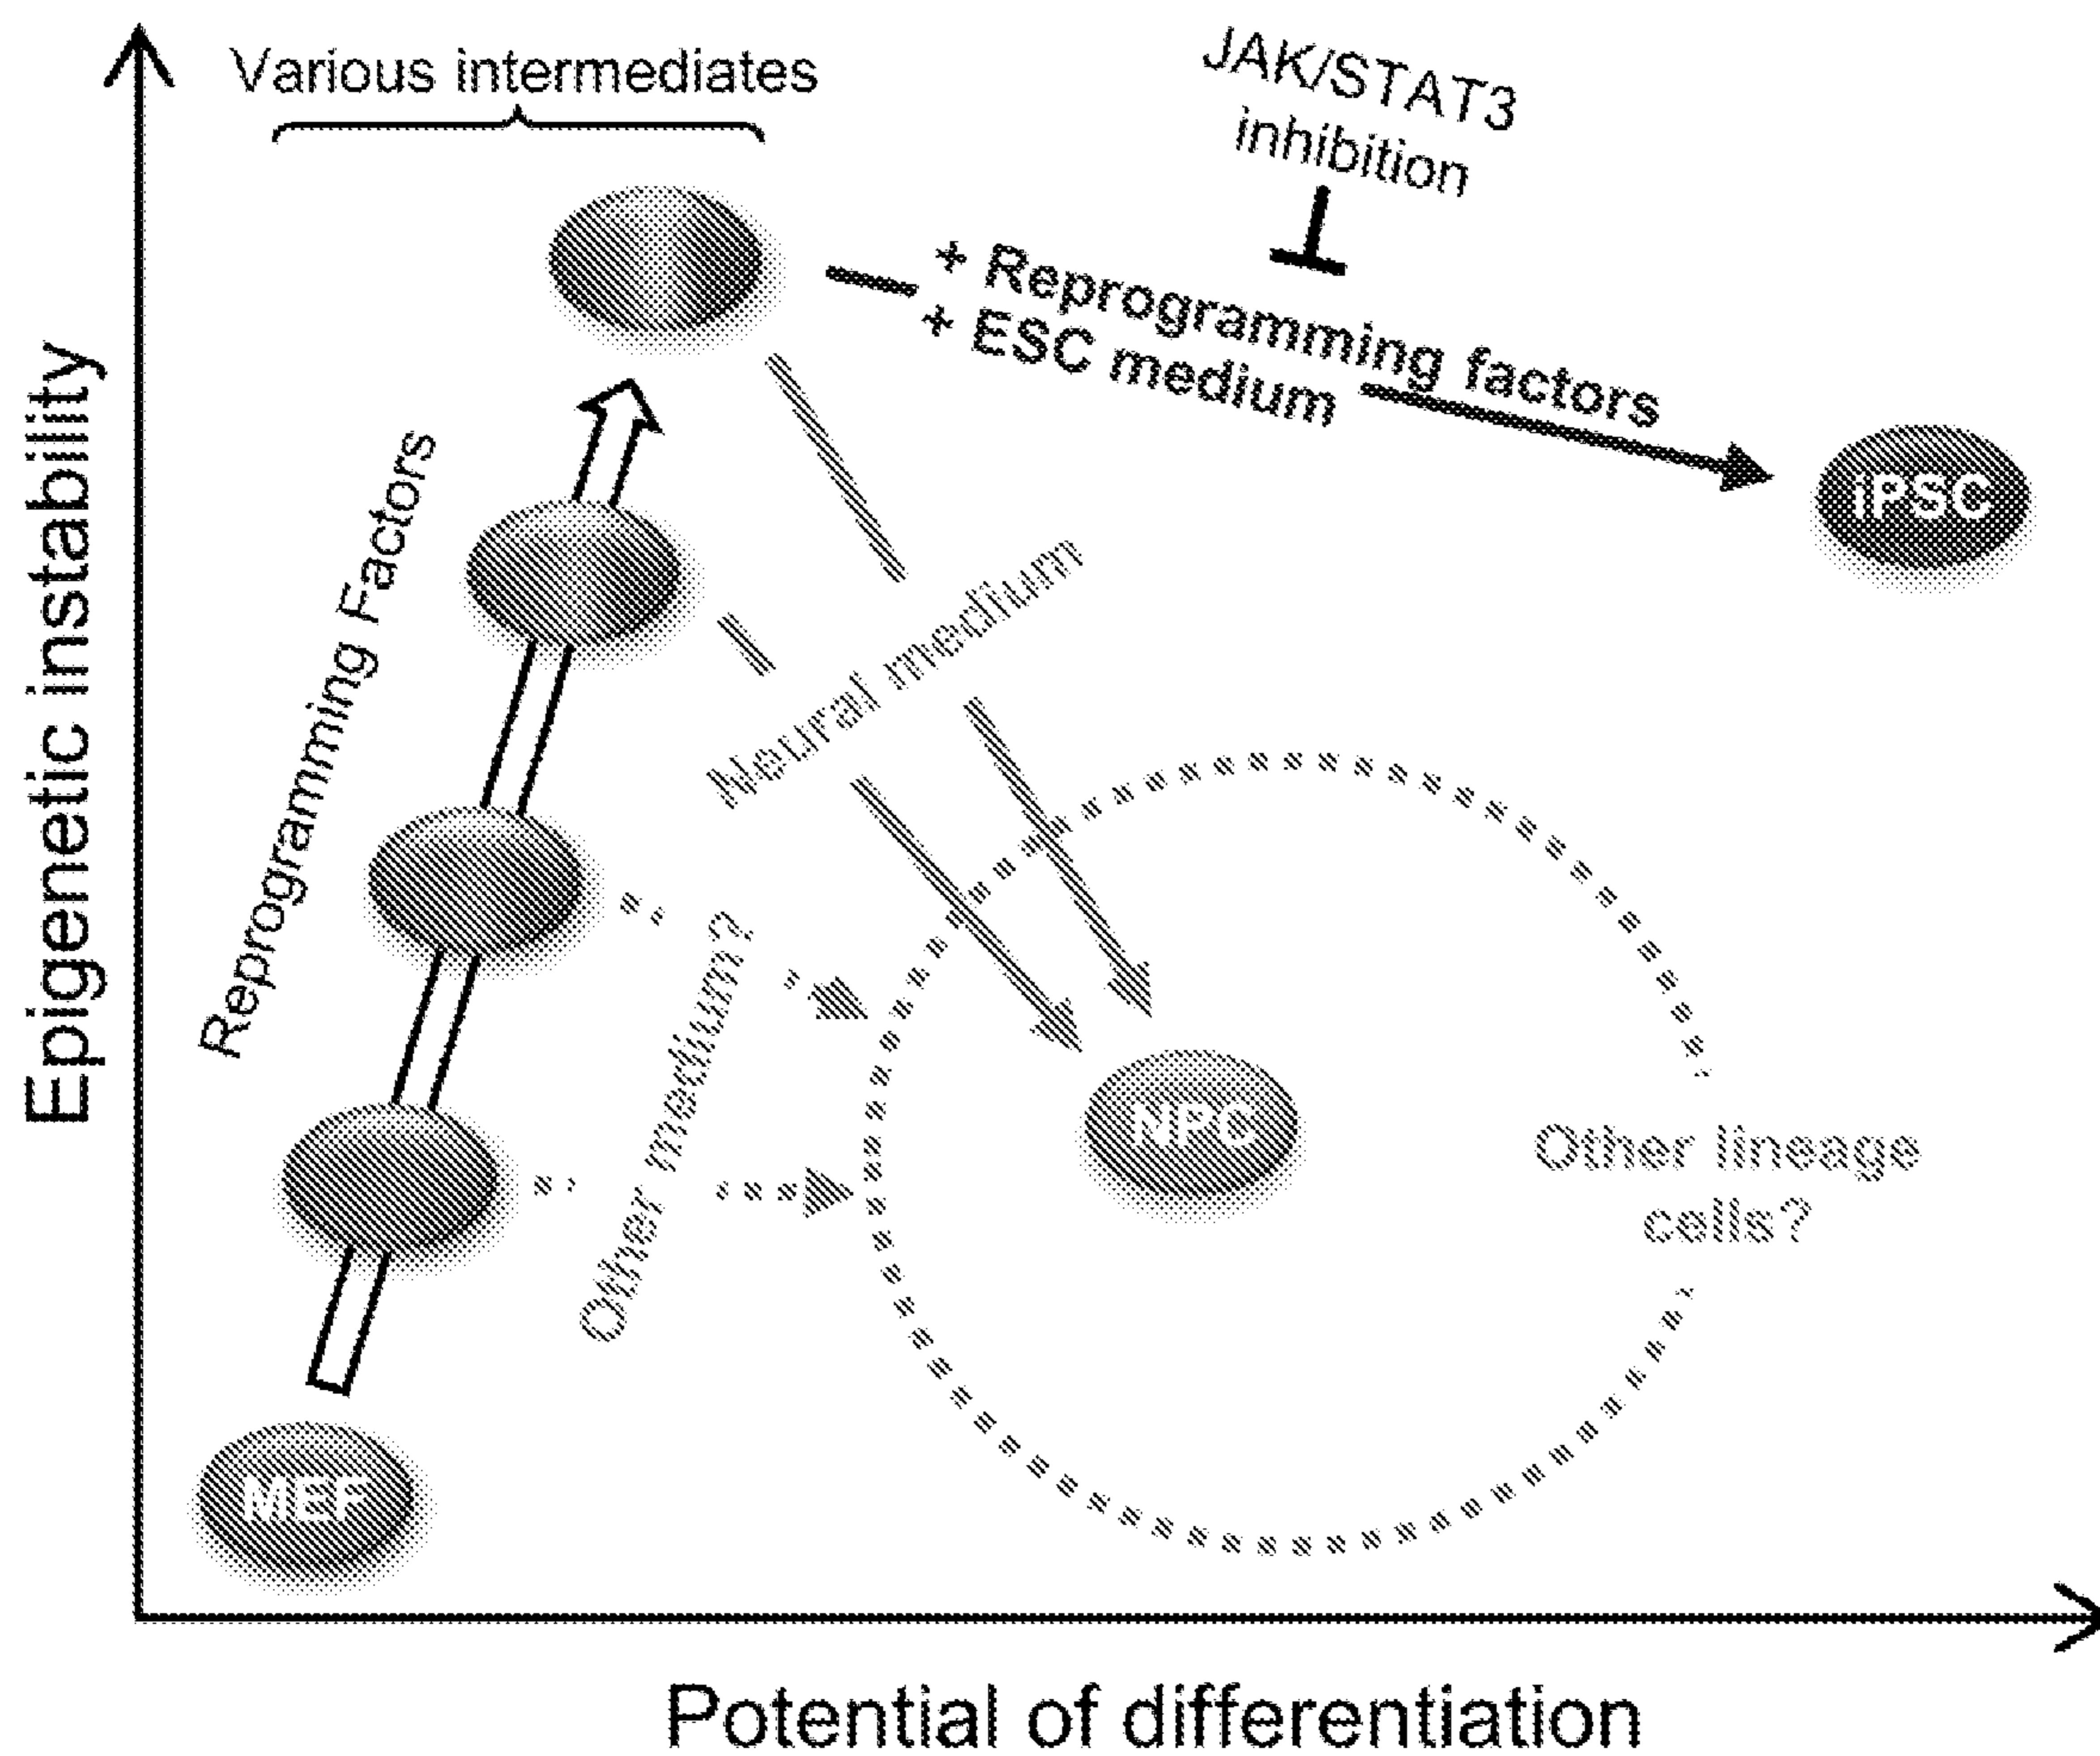 Various intermediates
JAK/STAT3
inhibition
+ Reprogramming factors
+ ESC medium
iPSC
Epigenetic instability
Reprogramming Factors
Neural medium
Other medium?
NPC
Other lineage
cells?
MEF
Potential of differentiation